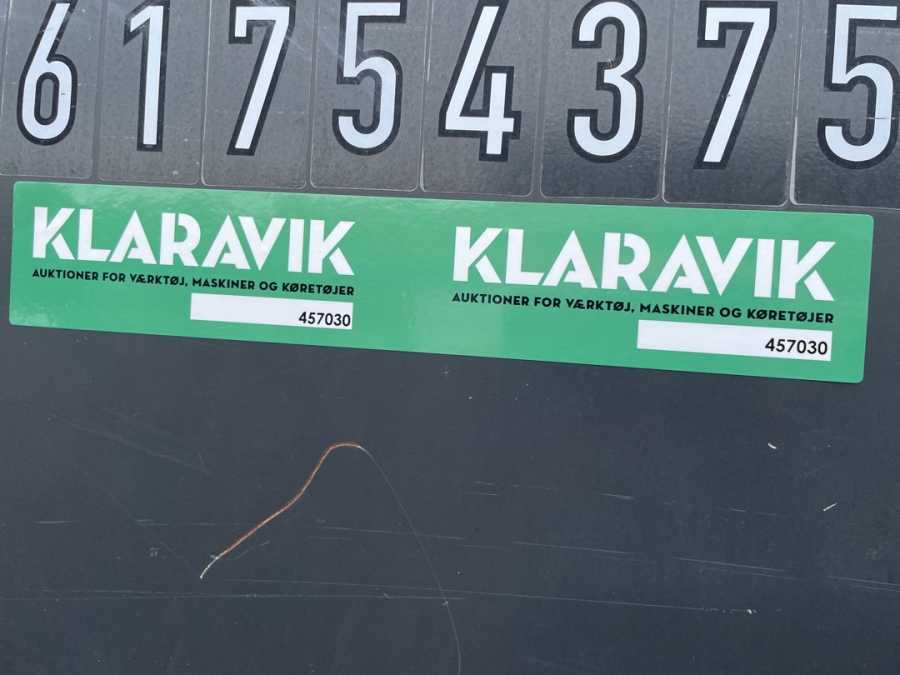 61754375
KLARAVIK
AUKTIONER FOR VÆRKTØJ, MASKINER OG KØRETØJER
457030
KLARAVIK
AUKTIONER FOR VÆRKTØJ, MASKINER OG KØRETØJER
457030